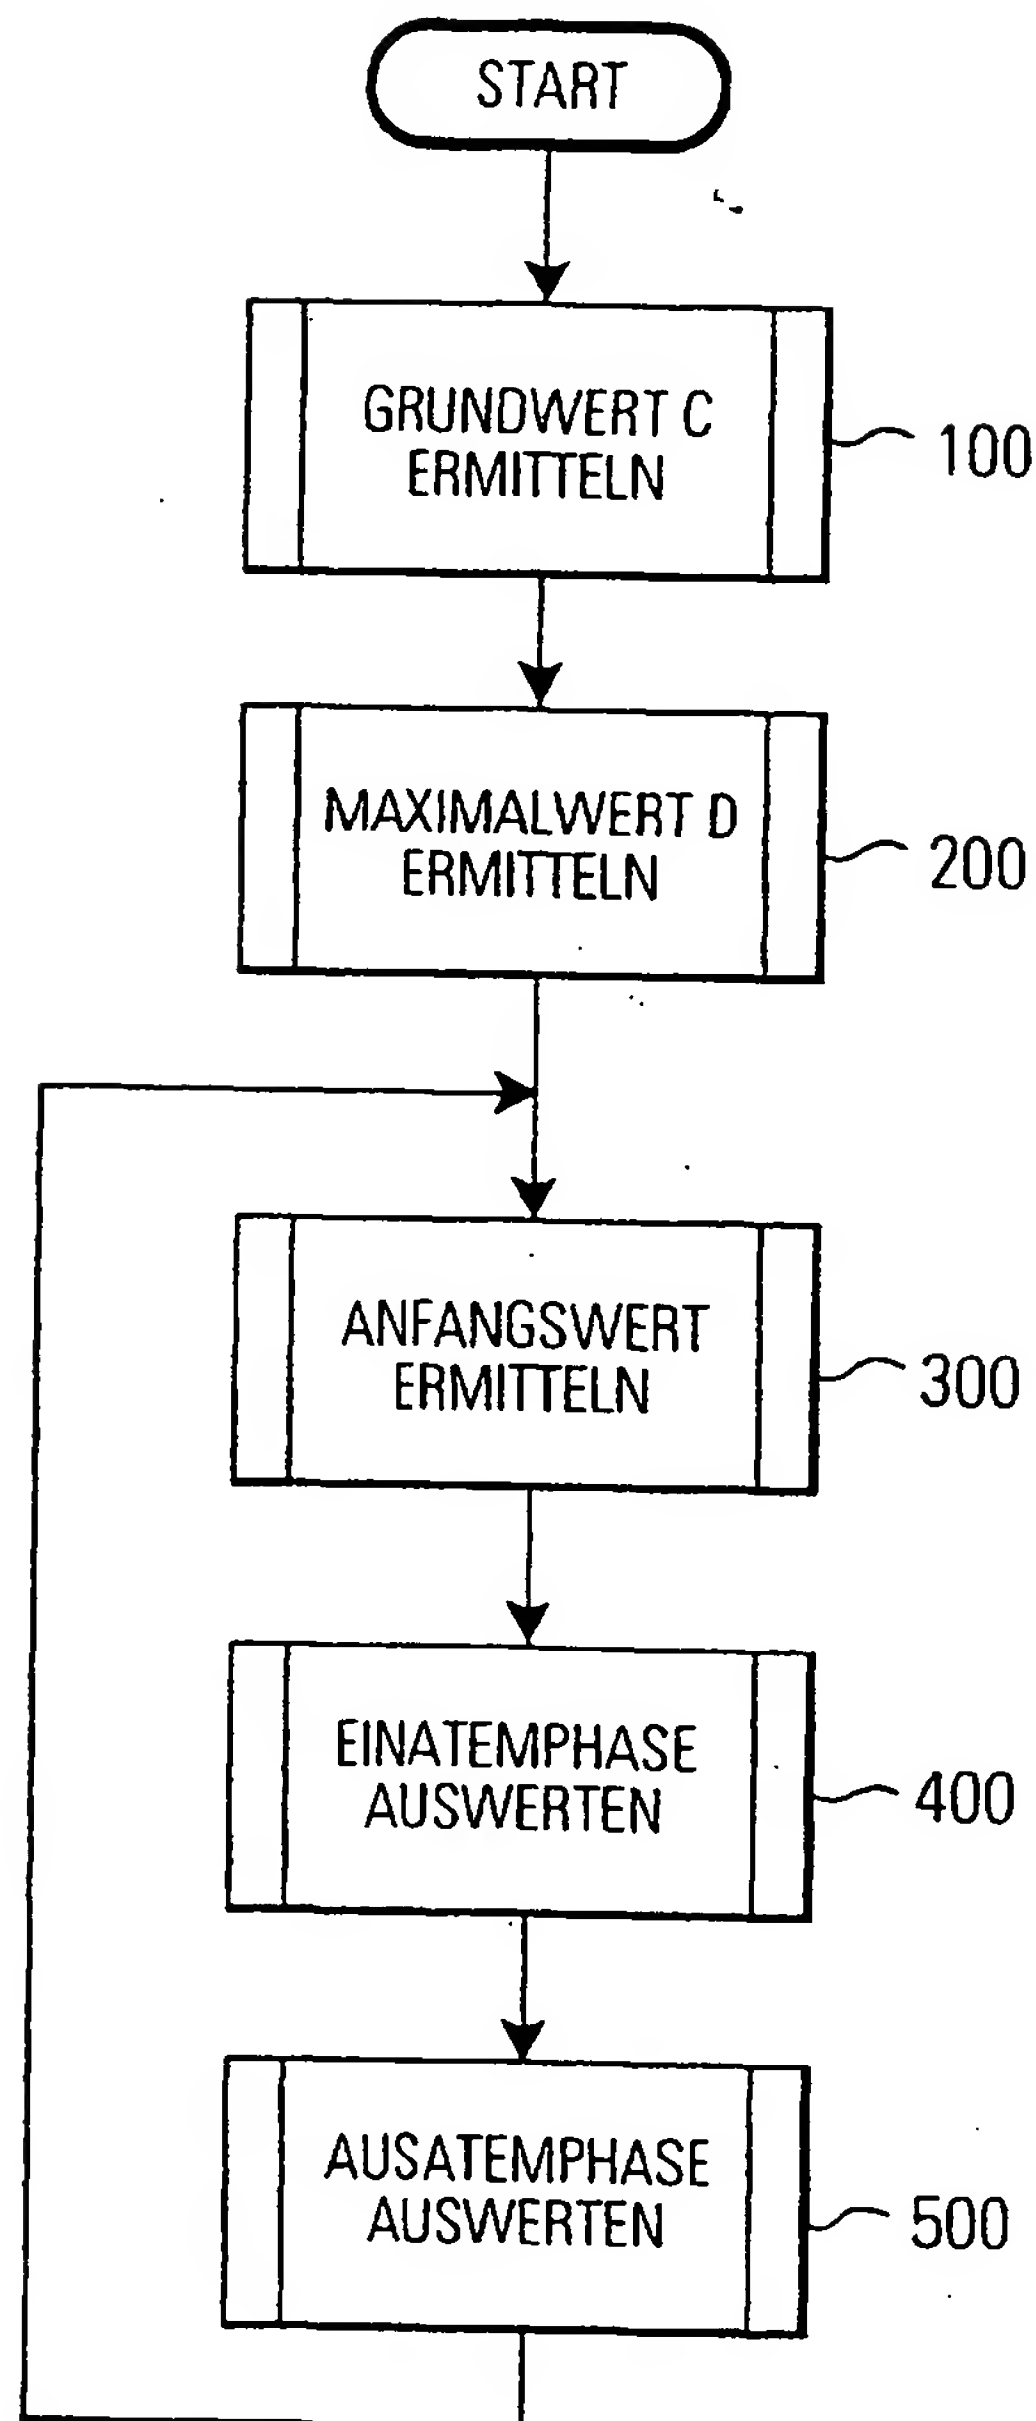 START
GRUNDWERT C
ERMITTELN
100
MAXIMALWERT D
ERMITTELN
200
ANFANGSWERT
ERMITTELN
300
EINATEMPHASE
AUSWERTEN
400
AUSATEMPHASE
AUSWERTEN
500